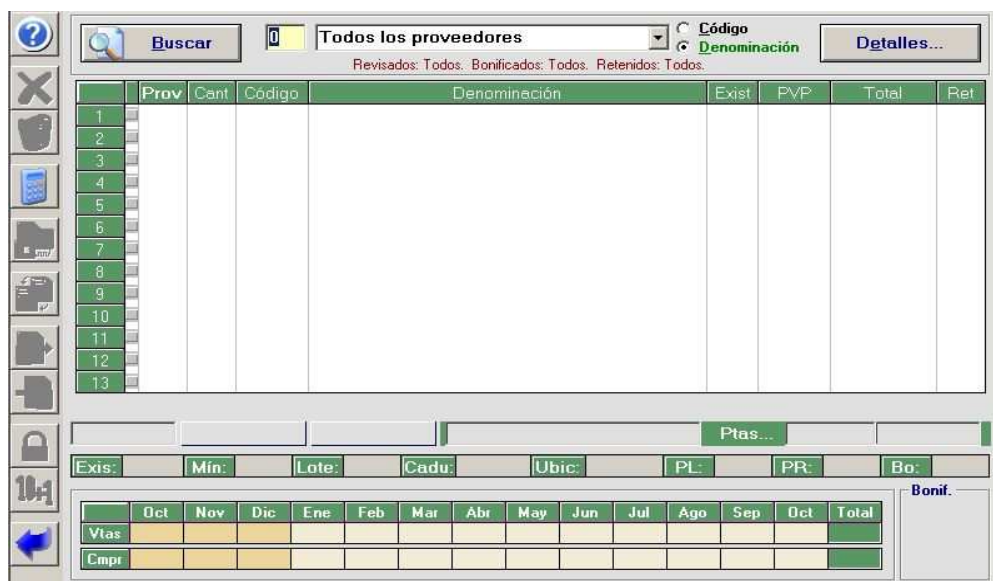 Buscar 0 Todos los proveedores Código
Denominación Detalles...
Revisados: Todos. Bonificados: Todos. Retenidos: Todos.
Prov Cant Código Denominación Exist PVP Total Ret
1
2
3
4
5
6
7
8
9
10
11
12
13
Ptas...
Exis: Mín: Lote: Cadu: Ubic: PL: PR: Bo:
Bonif.
Oct Nov Dic Ene Feb Mar Abr May Jun Jul Ago Sep Oct Total
Vtas
Cmpr